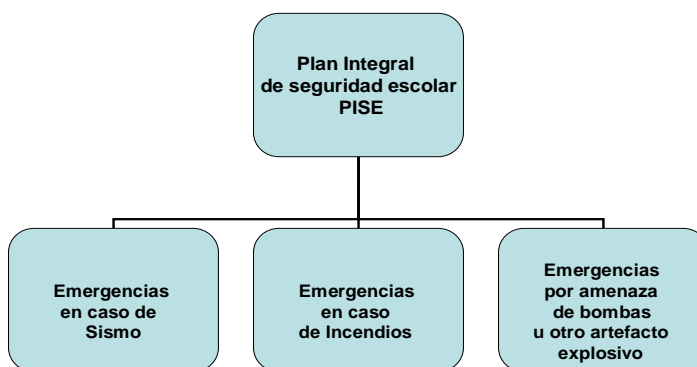 Plan Integral
de seguridad escolar
PISE
Emergencias
en caso de
Sismo
Emergencias
en caso
de Incendios
Emergencias
por amenaza
de bombas
u otro artefacto
explosivo